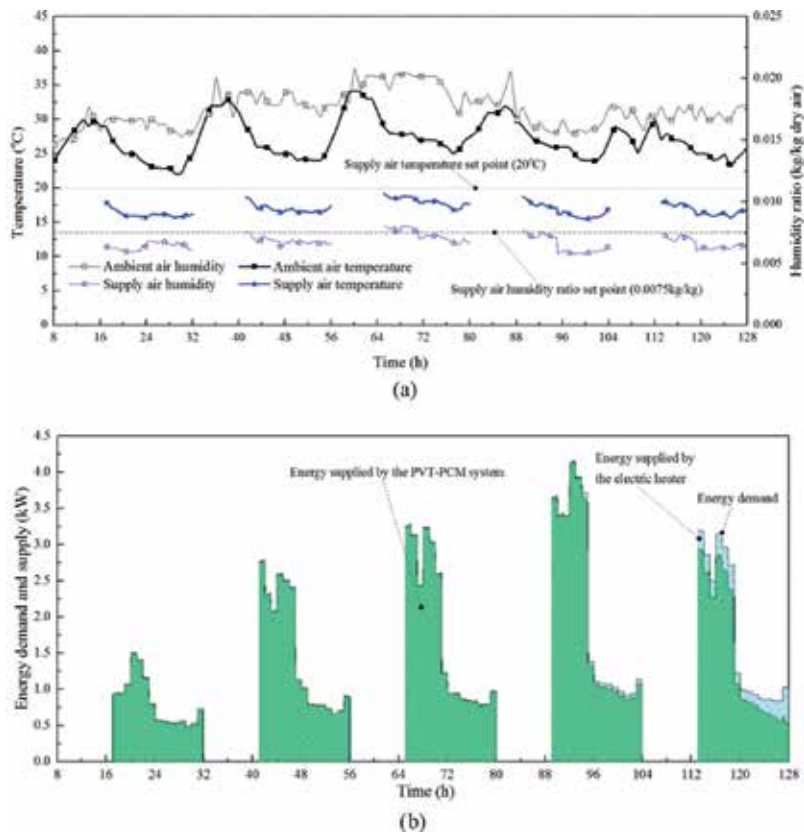 45
40
35
30
25
20
15
10
5
0
Temperature (°C)
0.025
0.020
0.015
0.010
0.005
0.000
Humidity ratio (kg/kg dry air)
Supply air temperature set point (20°C)
Ambient air humidity
Ambient air temperature
Supply air humidity
Supply air temperature
Supply air humidity ratio set point (0.0075kg/kg)
8 16 24 32 40 48 56 64 72 80 88 96 104 112 120 128
Time (h)
(a)
4.5
4.0
3.5
3.0
2.5
2.0
1.5
1.0
0.5
0.0
Energy demand and supply (kW)
Energy supplied by the PVT-PCM system
Energy supplied by
the electric heater
Energy demand
8 16 24 32 40 48 56 64 72 80 88 96 104 112 120 128
Time (h)
(b)